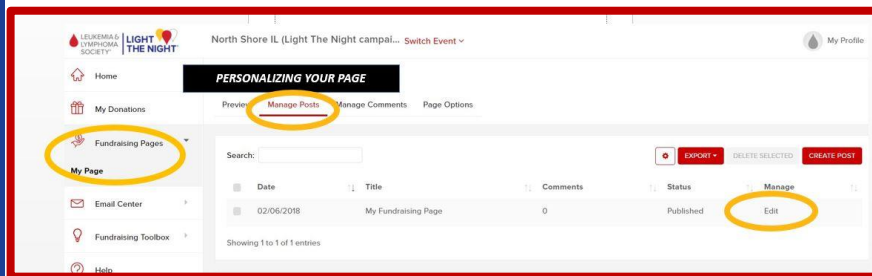 LEUKEMIA &
LYMPHOMA
SOCIETY®
LIGHT
THE NIGHT®
North Shore IL (Light The Night campai... Switch Event
My Profile
Home
PERSONALIZING YOUR PAGE
My Donations
Preview Manage Posts Manage Comments Page Options
Fundraising Pages
My Page
Search:
EXPORT DELETE SELECTED CREATE POST
Date Title Comments Status Manage
02/06/2018 My Fundraising Page 0 Published Edit
Email Center
Showing 1 to 1 of 1 entries
Fundraising Toolbox
Help